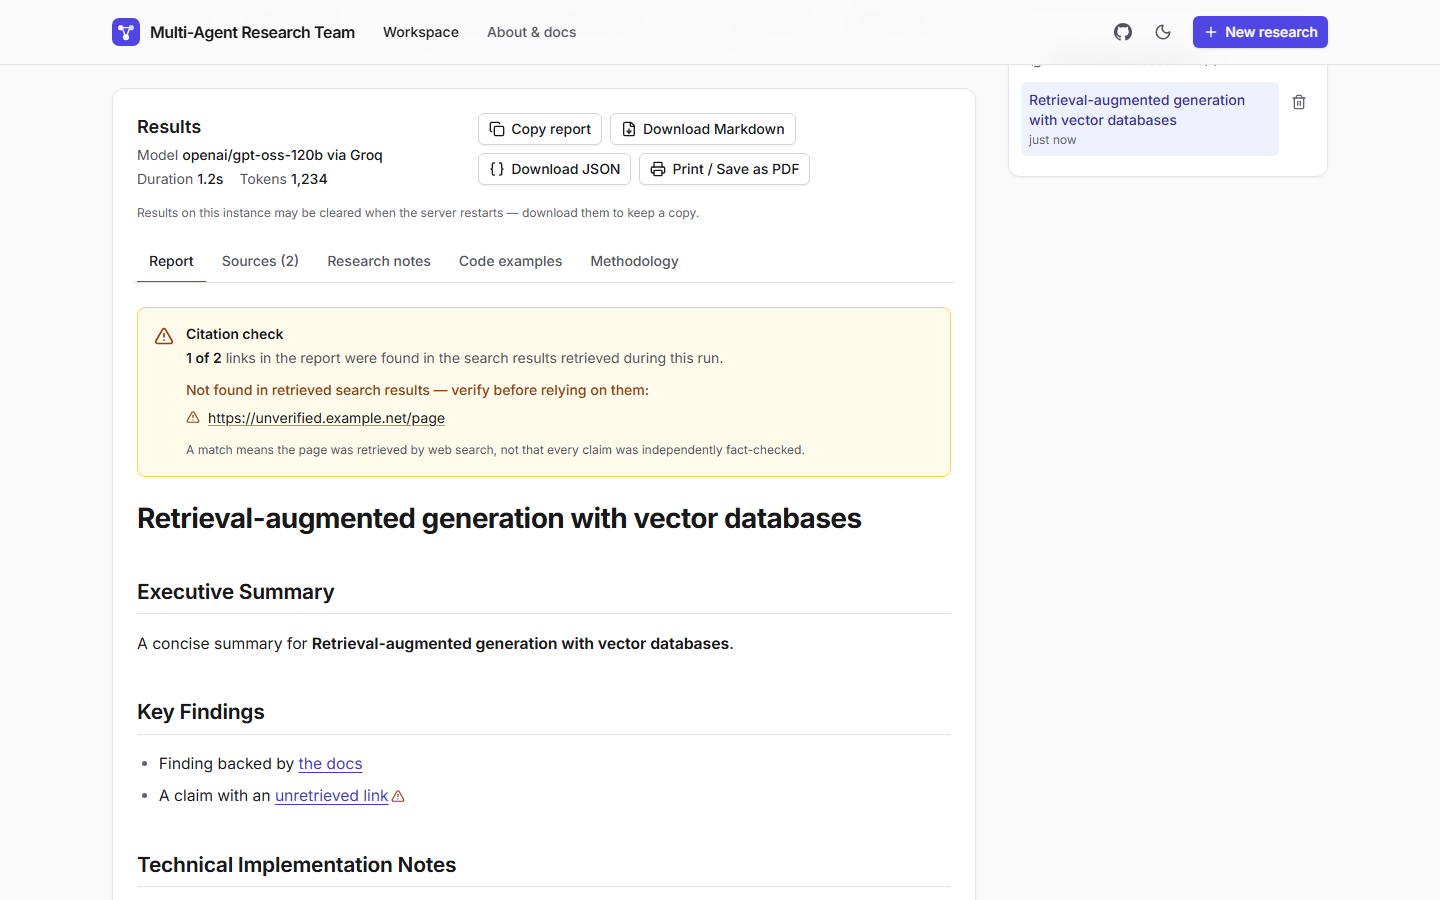 Multi-Agent Research Team
Workspace
About & docs
New research
Results
Model openai/gpt-oss-120b via Groq
Duration 1.2s Tokens 1,234
Copy report
Download Markdown
Download JSON
Print / Save as PDF
Results on this instance may be cleared when the server restarts — download them to keep a copy.
Report
Sources (2)
Research notes
Code examples
Methodology
Citation check
1 of 2 links in the report were found in the search results retrieved during this run.
Not found in retrieved search results — verify before relying on them:
https://unverified.example.net/page
A match means the page was retrieved by web search, not that every claim was independently fact-checked.
Retrieval-augmented generation with vector databases
Executive Summary
A concise summary for Retrieval-augmented generation with vector databases.
Key Findings
Finding backed by the docs
A claim with an unretrieved link
Technical Implementation Notes
Retrieval-augmented generation
with vector databases
just now